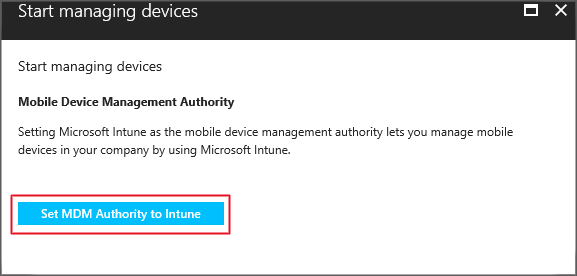 Start managing devices
Start managing devices
Mobile Device Management Authority
Setting Microsoft Intune as the mobile device management authority lets you manage mobile
devices in your company by using Microsoft Intune.
Set MDM Authority to Intune